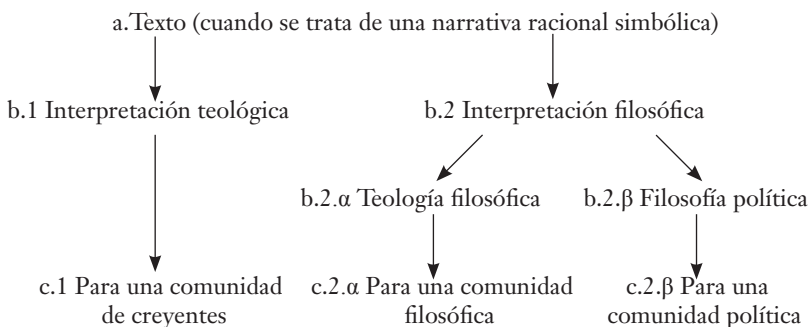 a.Texto (cuando se trata de una narrativa racional simbólica)
b.1 Interpretación teológica
b.2 Interpretación filosófica
b.2.α Teología filosófica
b.2.β Filosofía política
c.1 Para una comunidad
de creyentes
c.2.α Para una comunidad
filosófica
c.2.β Para una
comunidad política